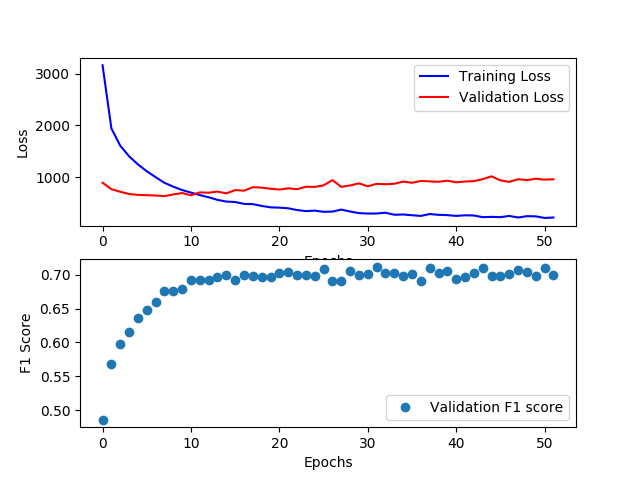 3000
2000
1000
Loss
Training Loss
Validation Loss
0 10 20 30 40 50
Epochs
0.70
0.65
0.60
0.55
0.50
F1 Score
Validation F1 score
0 10 20 30 40 50
Epochs